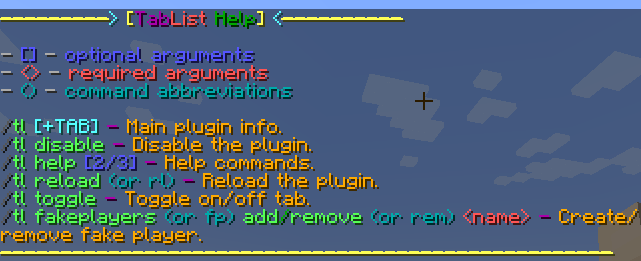 ---------> [TabList Help] <----------
- [] - optional arguments
- <> - required arguments
- () - command abbreviations
/tl [+TAB] - Main plugin info.
/tl disable - Disable the plugin.
/tl help [2/3] - Help commands.
/tl reload (or rl) - Reload the plugin.
/tl toggle - Toggle on/off tab.
/tl fakeplayers (or fp) add/remove (or rem) <name> - Create/
remove fake player.
---------------------------------------------------